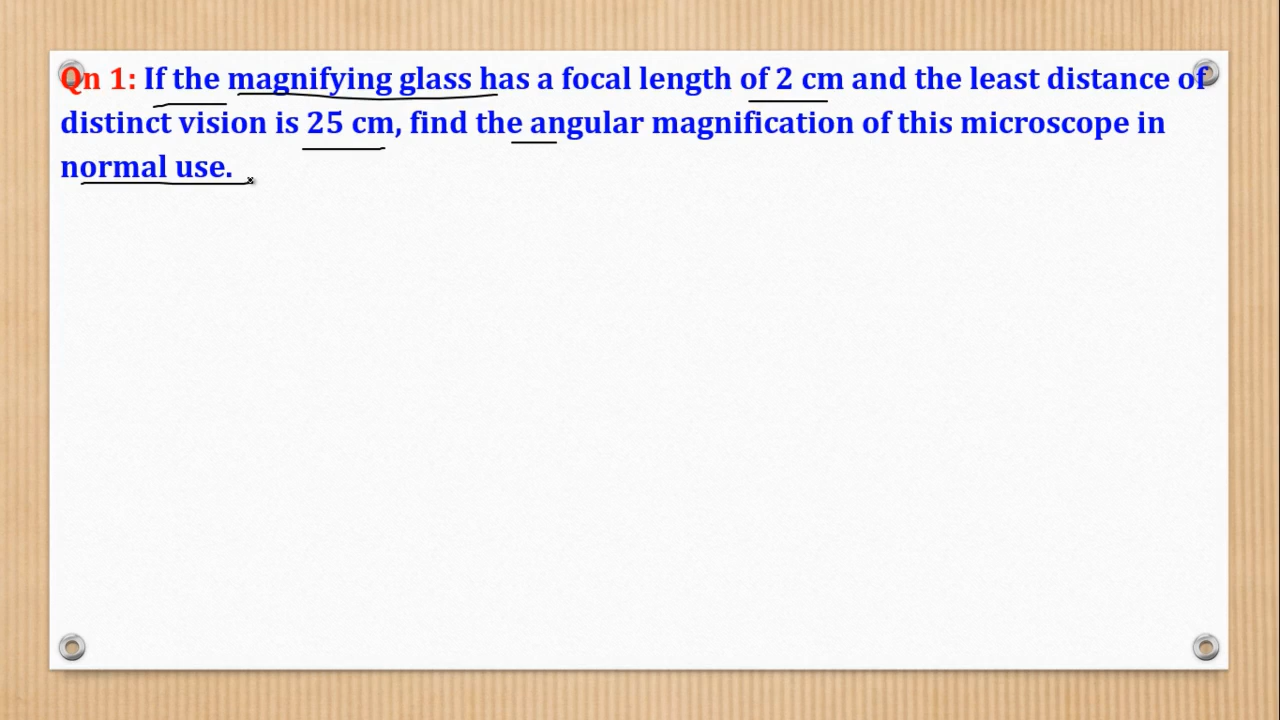 Qn 1: If the magnifying glass has a focal length of 2 cm and the least distance of
distinct vision is 25 cm, find the angular magnification of this microscope in
normal use.